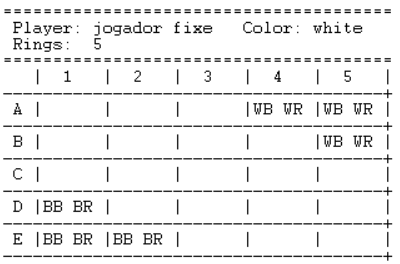 ==========================================
Player: jogador fixe   Color: white
Rings:  5
==========================================
  |  1  |  2  |  3  |  4  |  5  |
------------------------------------------+
A |     |     |     |WB WR |WB WR |
------------------------------------------+
B |     |     |     |     |WB WR |
------------------------------------------+
C |     |     |     |     |     |
------------------------------------------+
D |BB BR |     |     |     |     |
------------------------------------------+
E |BB BR |BB BR |     |     |     |
------------------------------------------+